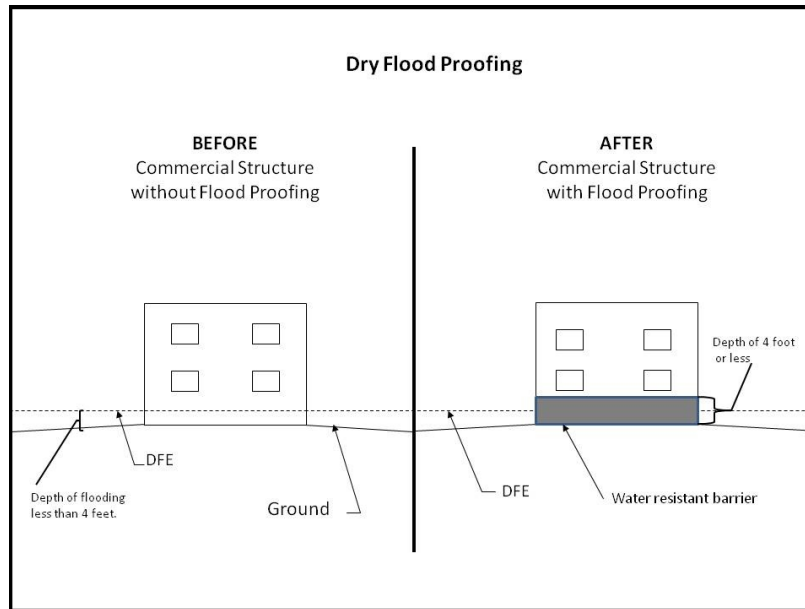 Dry Flood Proofing
BEFORE
Commercial Structure
without Flood Proofing
AFTER
Commercial Structure
with Flood Proofing
Depth of 4 foot
or less
DFE
Depth of flooding
less than 4 feet.
Ground
DFE
Water resistant barrier